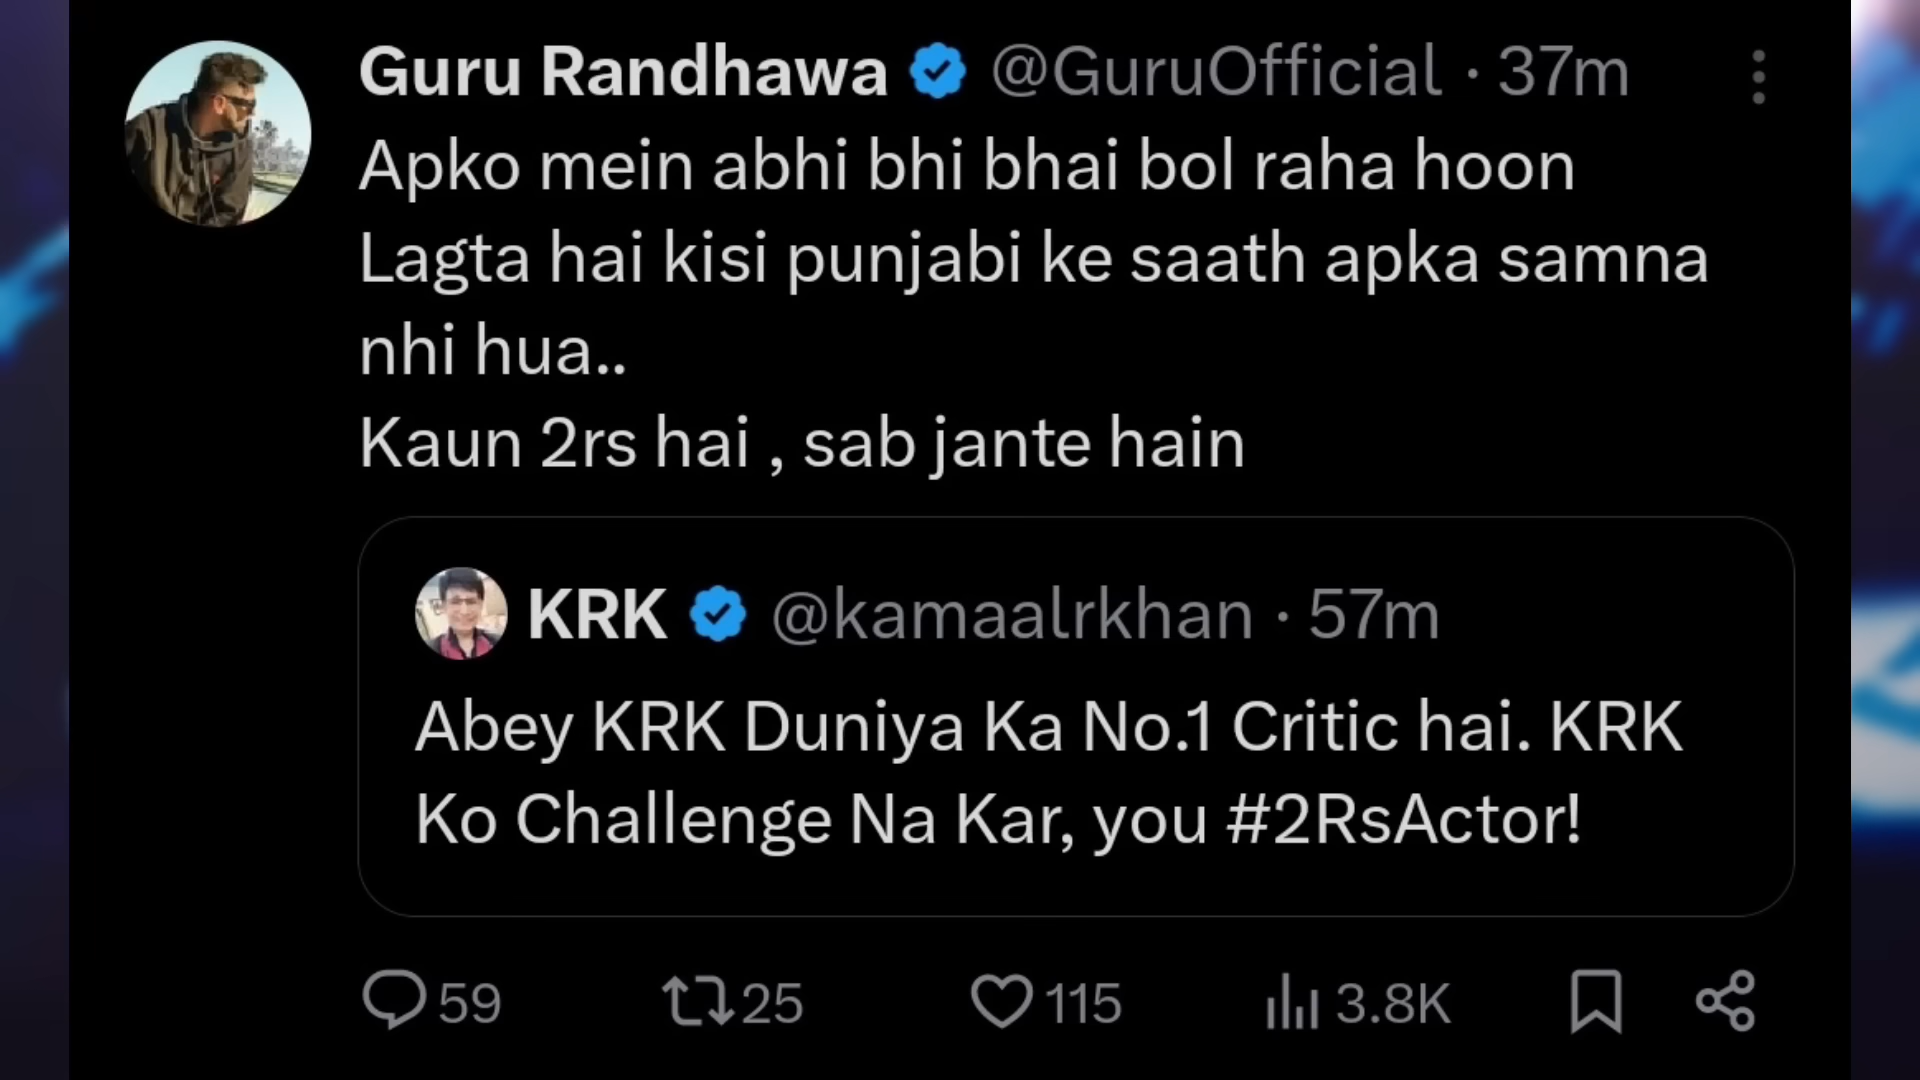 Guru Randhawa @GuruOfficial · 37m
Apko mein abhi bhi bhai bol raha hoon
Lagta hai kisi punjabi ke saath apka samna
nhi hua..
Kaun 2rs hai , sab jante hain
KRK @kamaalrkhan · 57m
Abey KRK Duniya Ka No.1 Critic hai. KRK
Ko Challenge Na Kar, you #2RsActor!
59 25 115 3.8K